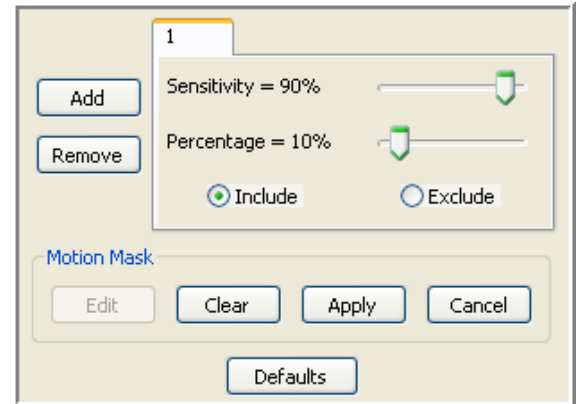 1
Add
Sensitivity = 90%
Remove
Percentage = 10%
Include Exclude
Motion Mask
Edit Clear Apply Cancel
Defaults